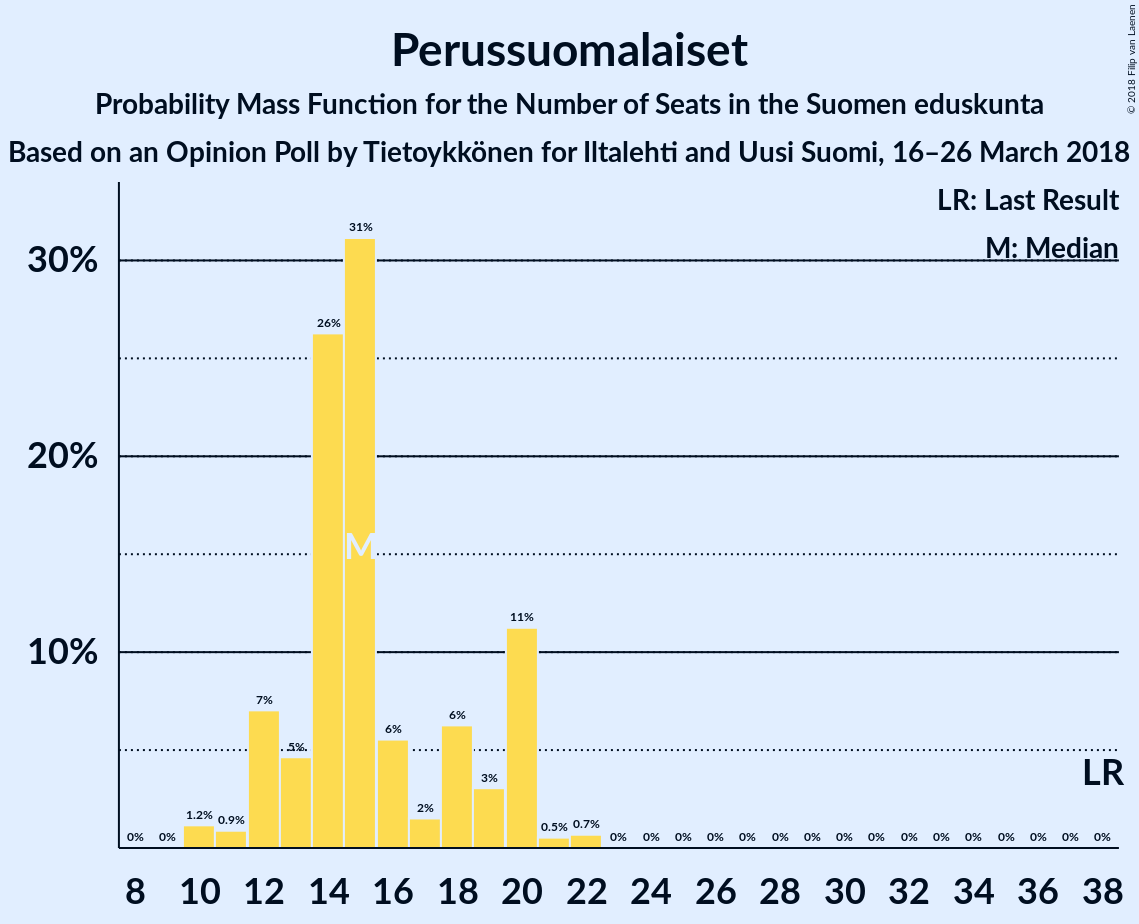 Perussuomalaiset
Probability Mass Function for the Number of Seats in the Suomen eduskunta
Based on an Opinion Poll by Tietoykkönen for Iltalehti and Uusi Suomi, 16–26 March 2018
© 2018 Filip van Laenen
LR: Last Result
M: Median
30%
20%
10%
0% 0% 1.2% 0.9% 7% 5% 26% 31% 6% 2% 6% 3% 11% 0.5% 0.7% 0% 0% 0% 0% 0% 0% 0% 0% 0% 0% 0% 0% 0% 0% 0% 0%
M
LR
8 10 12 14 16 18 20 22 24 26 28 30 32 34 36 38